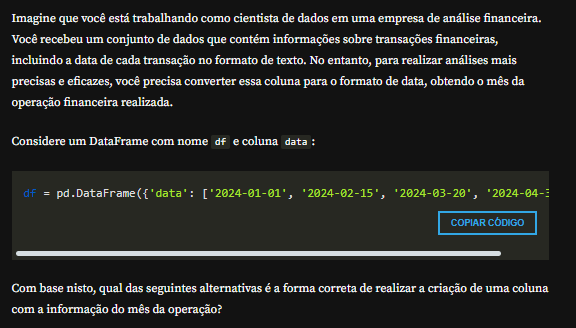 Imagine que você está trabalhando como cientista de dados em uma empresa de análise financeira.
Você recebeu um conjunto de dados que contém informações sobre transações financeiras,
incluindo a data de cada transação no formato de texto. No entanto, para realizar análises mais
precisas e eficazes, você precisa converter essa coluna para o formato de data, obtendo o mês da
operação financeira realizada.
Considere um DataFrame com nome df e coluna data:
df = pd.DataFrame({'data': ['2024-01-01', '2024-02-15', '2024-03-20', '2024-04-3
COPIAR CÓDIGO
Com base nisto, qual das seguintes alternativas é a forma correta de realizar a criação de uma coluna
com a informação do mês da operação?